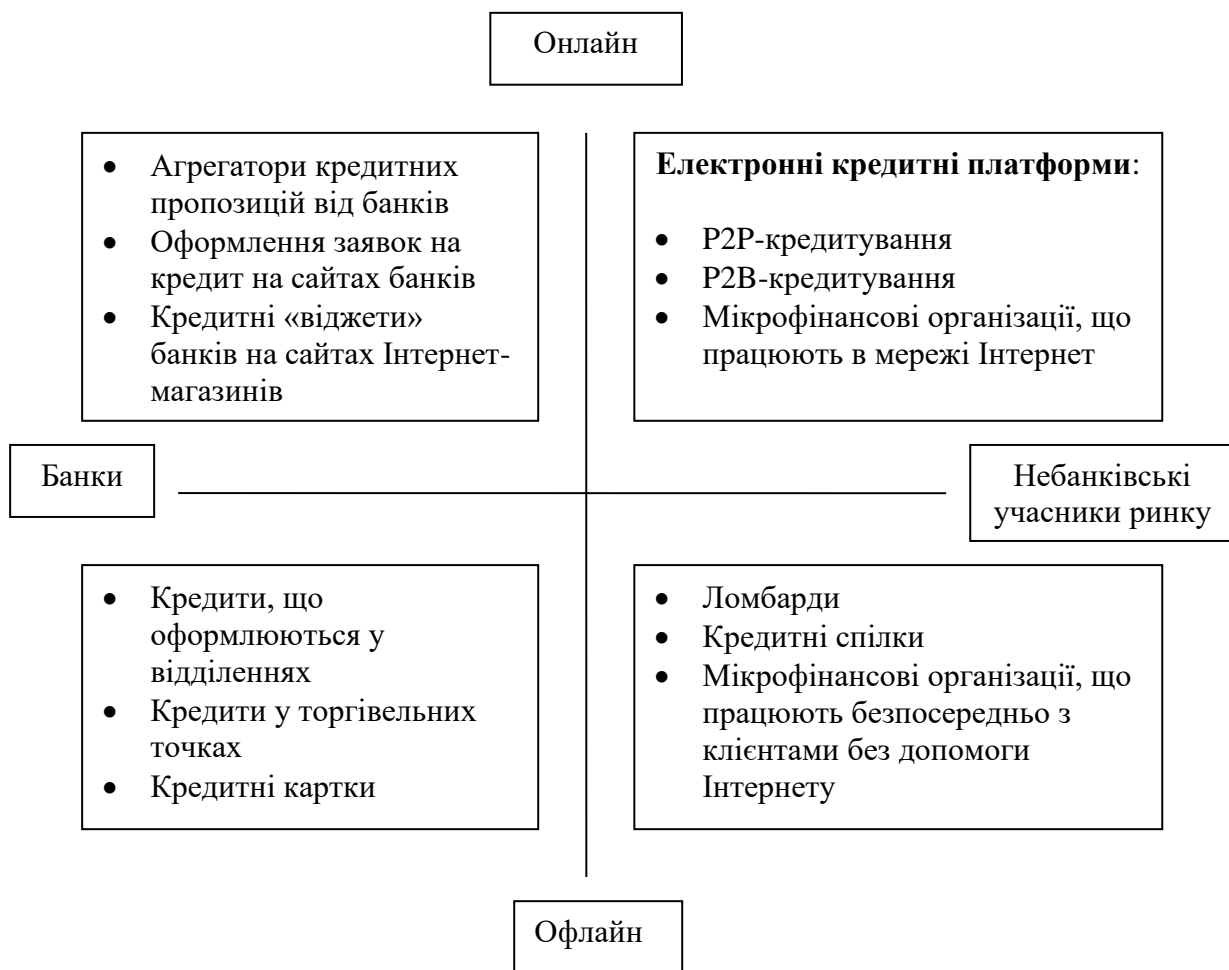 Онлайн
• Агрегатори кредитних
пропозицій від банків
• Оформлення заявок на
кредит на сайтах банків
• Кредитні «віджети»
банків на сайтах Інтернет-
магазинів
Електронні кредитні платформи:
• P2P-кредитування
• P2B-кредитування
• Мікрофінансові організації, що
працюють в мережі Інтернет
Банки
Небанківські
учасники ринку
• Кредити, що
оформлюються у
відділеннях
• Кредити у торгівельних
точках
• Кредитні картки
• Ломбарди
• Кредитні спілки
• Мікрофінансові організації, що
працюють безпосередньо з
клієнтами без допомоги
Інтернету
Офлайн